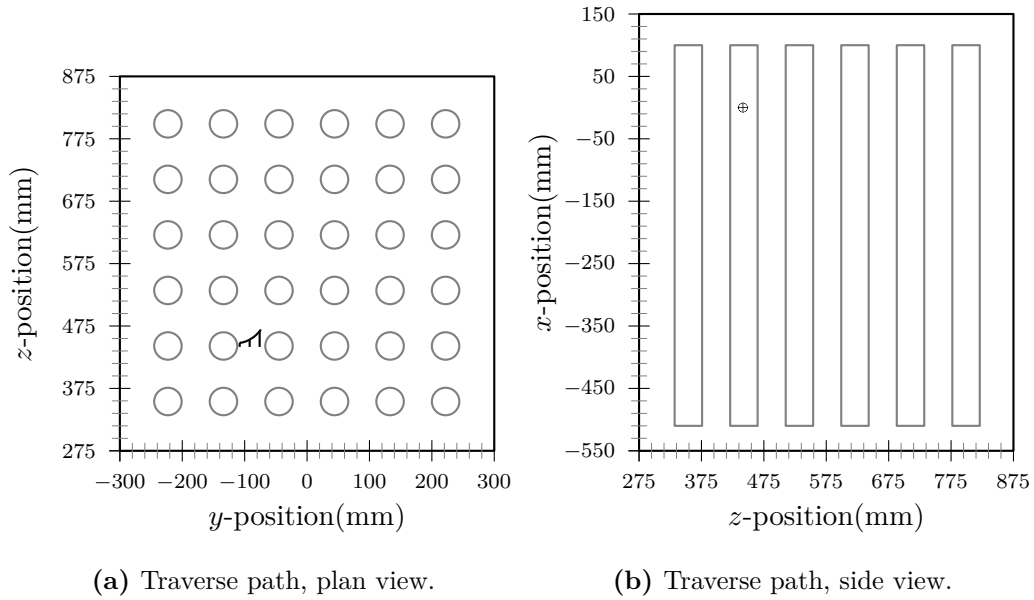 875
775
675
575
475
375
275
−300 −200 −100 0 100 200 300
z-position(mm)
y-position(mm)
(a) Traverse path, plan view.
150
50
−50
−150
−250
−350
−450
−550
275 375 475 575 675 775 875
x-position(mm)
z-position(mm)
(b) Traverse path, side view.